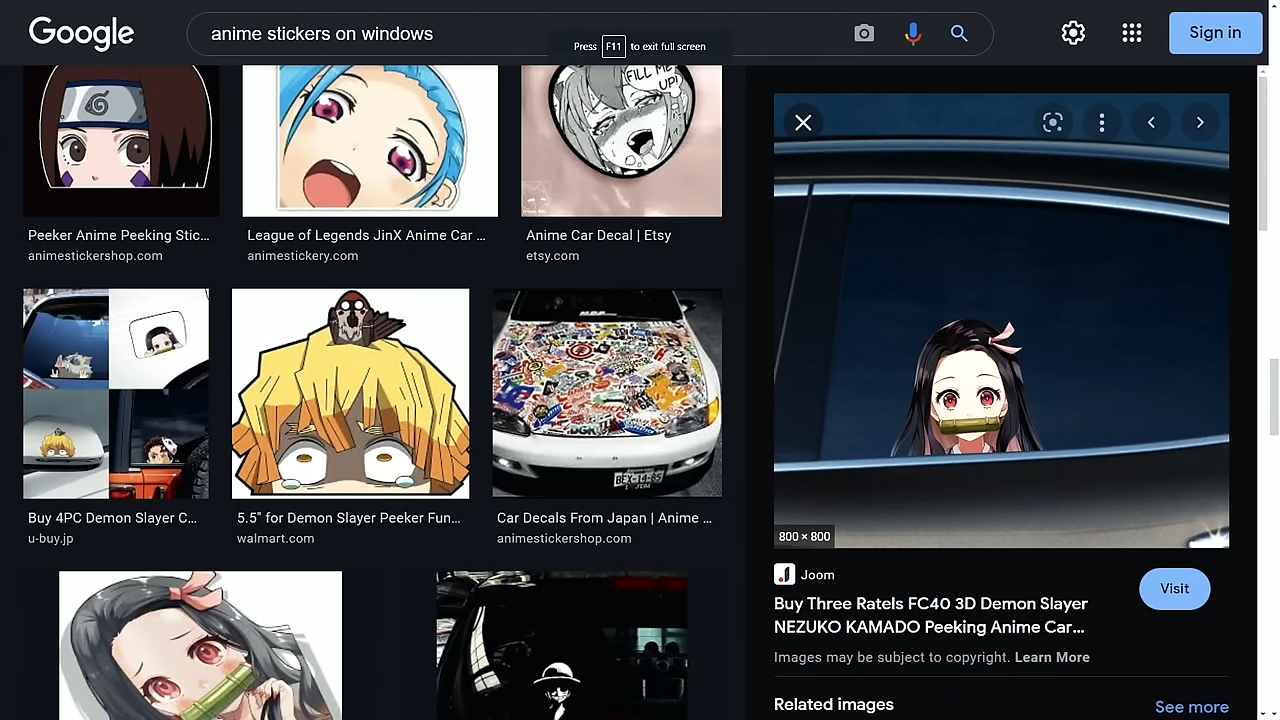 Google
anime stickers on windows
Press F11 to exit full screen
Sign in
FILL ME
UP!
Peeker Anime Peeking Stic...
animestickershop.com
League of Legends JinX Anime Car ...
animestickery.com
Anime Car Decal | Etsy
etsy.com
Buy 4PC Demon Slayer C...
u-buy.jp
5.5" for Demon Slayer Peeker Fun...
walmart.com
Car Decals From Japan | Anime ...
animestickershop.com
800 × 800
Joom
Visit
Buy Three Ratels FC40 3D Demon Slayer
NEZUKO KAMADO Peeking Anime Car...
Images may be subject to copyright. Learn More
Related images
See more